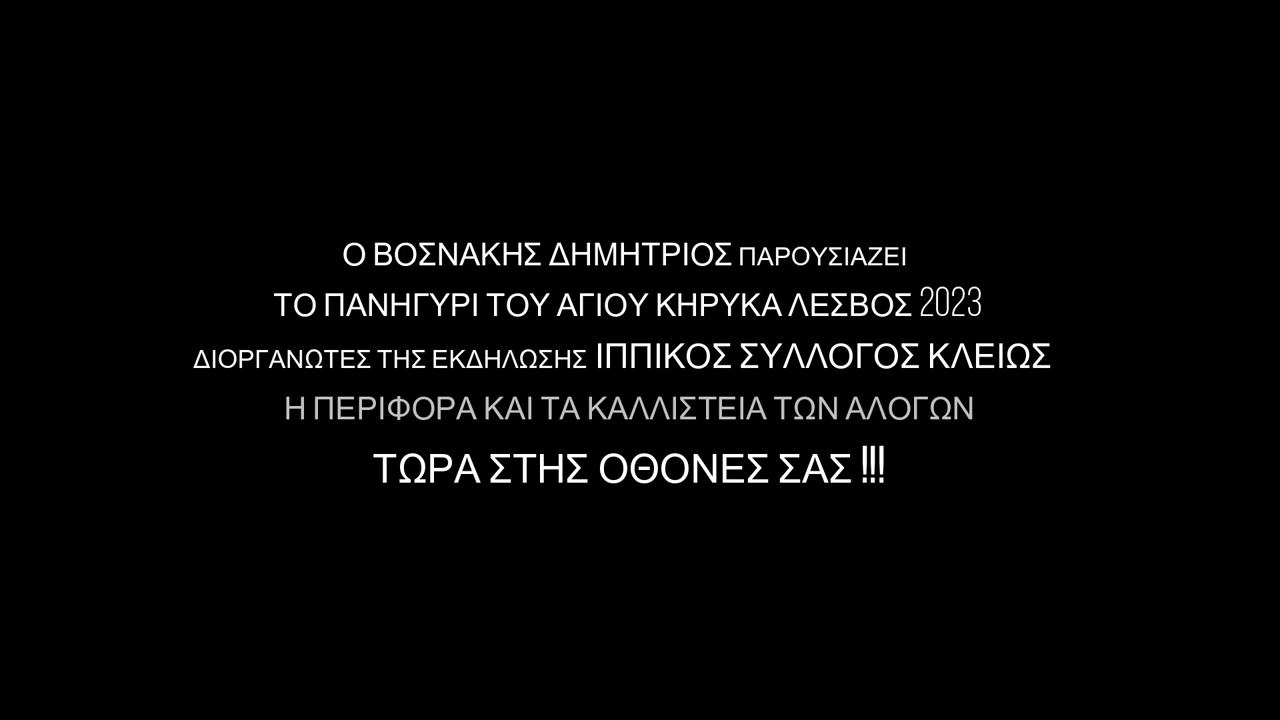 Ο ΒΟΣΝΑΚΗΣ ΔΗΜΗΤΡΙΟΣ ΠΑΡΟΥΣΙΑΖΕΙ
ΤΟ ΠΑΝΗΓΥΡΙ ΤΟΥ ΑΓΙΟΥ ΚΗΡΥΚΑ ΛΕΣΒΟΣ 2023
ΔΙΟΡΓΑΝΩΤΕΣ ΤΗΣ ΕΚΔΗΛΩΣΗΣ ΙΠΠΙΚΟΣ ΣΥΛΛΟΓΟΣ ΚΛΕΙΩΣ
Η ΠΕΡΙΦΟΡΑ ΚΑΙ ΤΑ ΚΑΛΛΙΣΤΕΙΑ ΤΩΝ ΑΛΟΓΩΝ
ΤΩΡΑ ΣΤΗΣ ΟΘΟΝΕΣ ΣΑΣ !!!